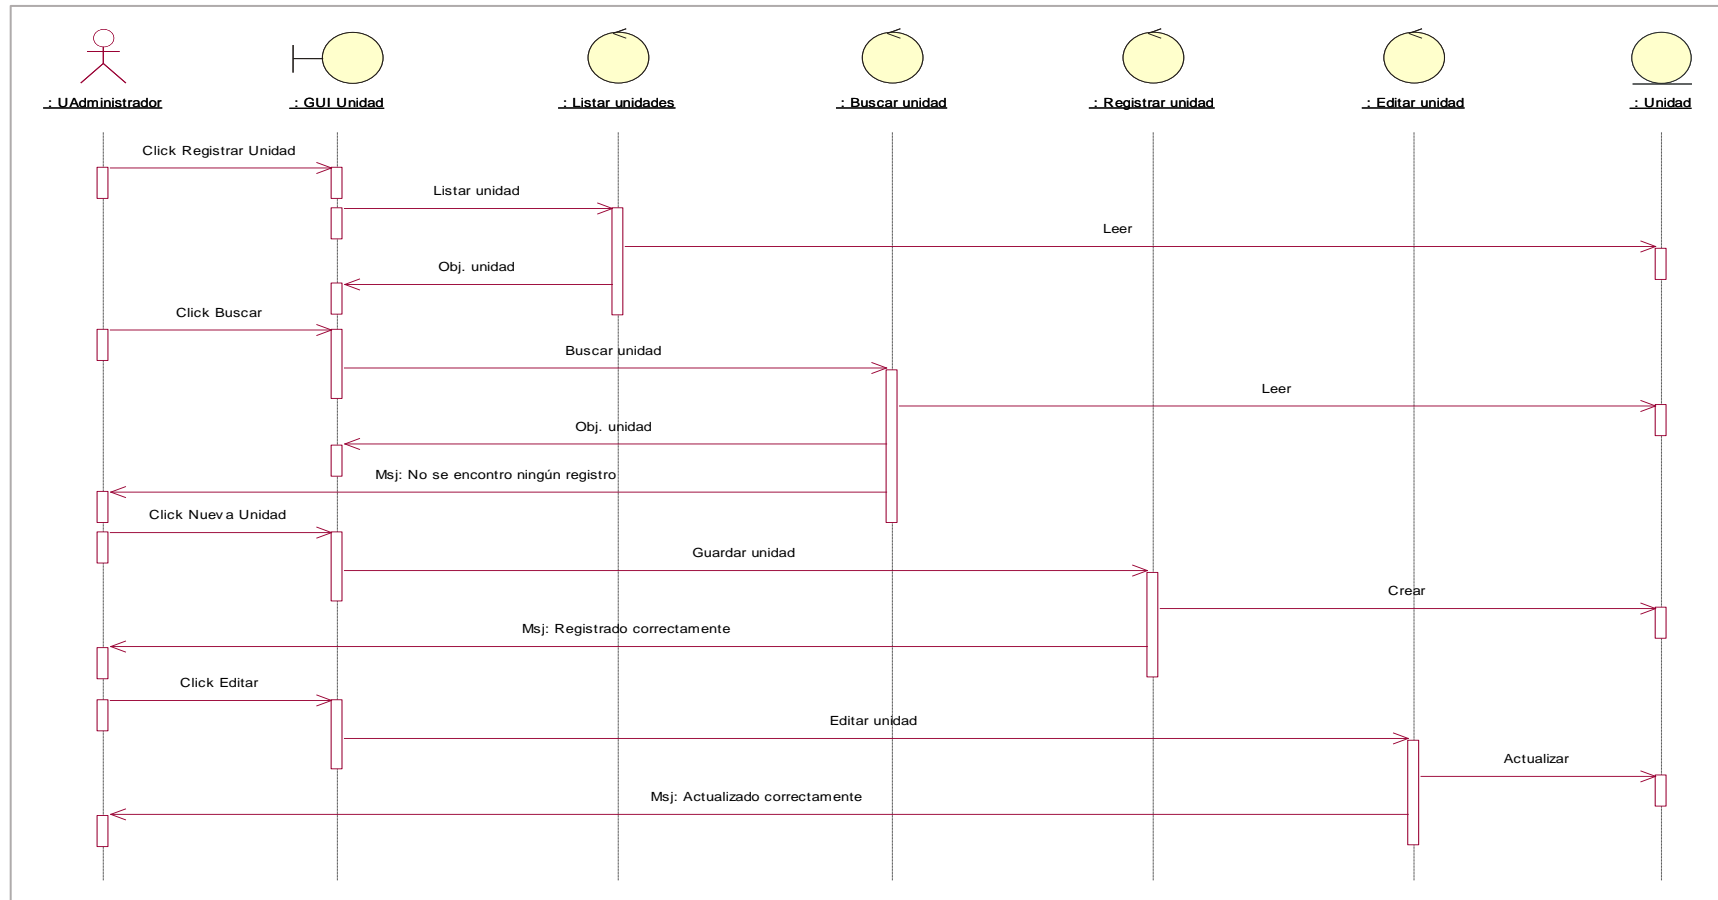 : UAdministrador
: GUI Unidad
: Listar unidades
: Buscar unidad
: Registrar unidad
: Editar unidad
: Unidad
Click Registrar Unidad
Listar unidad
Leer
Obj. unidad
Click Buscar
Buscar unidad
Leer
Obj. unidad
Msj: No se encontro ningún registro
Click Nueva Unidad
Guardar unidad
Crear
Msj: Registrado correctamente
Click Editar
Editar unidad
Actualizar
Msj: Actualizado correctamente